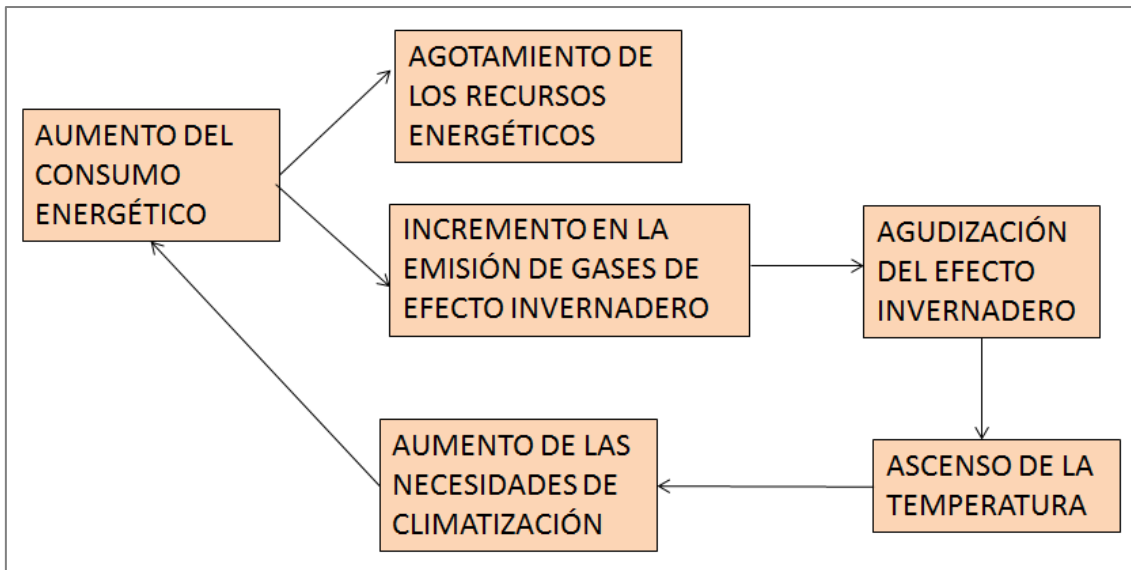 AGOTAMIENTO DE
LOS RECURSOS
ENERGÉTICOS
AUMENTO DEL
CONSUMO
ENERGÉTICO
INCREMENTO EN LA
EMISIÓN DE GASES DE
EFECTO INVERNADERO
AGUDIZACIÓN
DEL EFECTO
INVERNADERO
AUMENTO DE LAS
NECESIDADES DE
CLIMATIZACIÓN
ASCENSO DE LA
TEMPERATURA